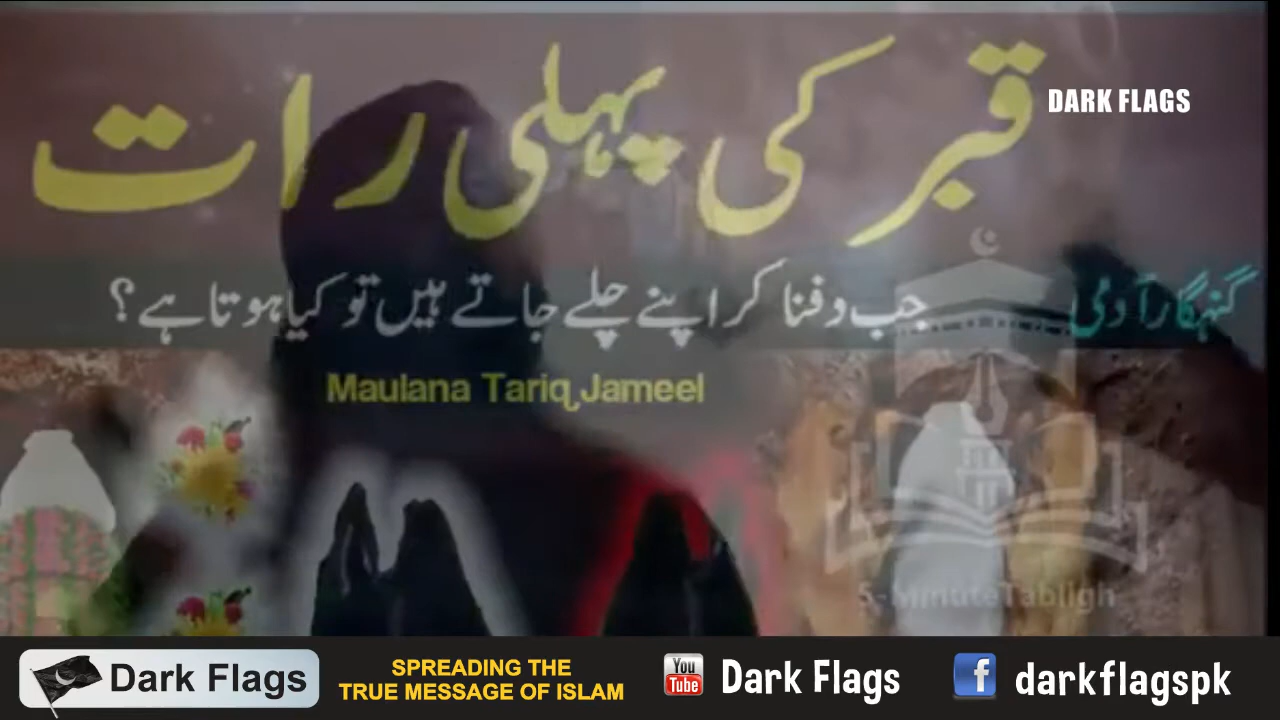 قبر کی پہلی رات
DARK FLAGS
گنہگار آدمی جب دفنا کر اپنے چلے جاتے ہیں تو کیا ہوتا ہے؟
Maulana Tariq Jameel
5-MinuteTabligh
Dark Flags
SPREADING THE
TRUE MESSAGE OF ISLAM
You
Tube
Dark Flags
f
darkflagspk